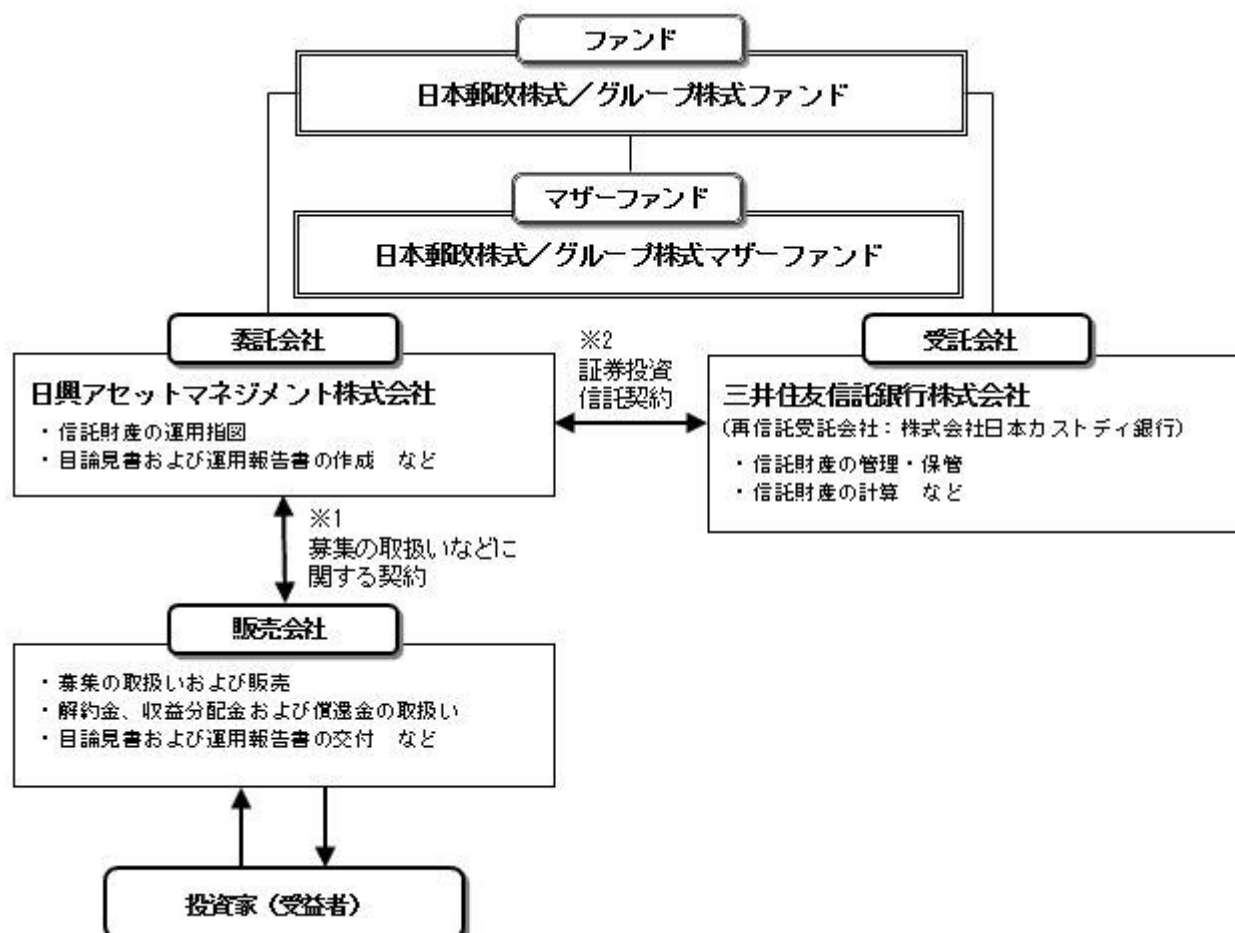 ファンド
日本郵政株式／グループ株式ファンド
マザーファンド
日本郵政株式／グループ株式マザーファンド
委託会社
日興アセットマネジメント株式会社
・信託財産の運用指図
・目論見書および運用報告書の作成　など
※2
証券投資
信託契約
受託会社
三井住友信託銀行株式会社
(再信託受託会社：株式会社日本カストディ銀行)
・信託財産の管理・保管
・信託財産の計算　など
※1
募集の取扱いなどに
関する契約
販売会社
・募集の取扱いおよび販売
・解約金、収益分配金および償還金の取扱い
・目論見書および運用報告書の交付　など
投資家（受益者）